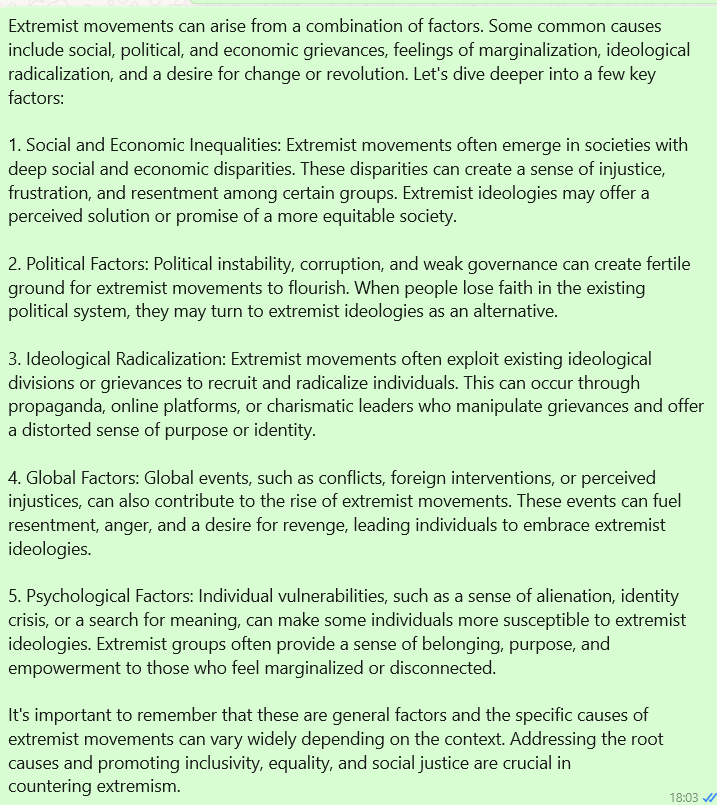 Extremist movements can arise from a combination of factors. Some common causes
include social, political, and economic grievances, feelings of marginalization, ideological
radicalization, and a desire for change or revolution. Let's dive deeper into a few key
factors:
1. Social and Economic Inequalities: Extremist movements often emerge in societies with
deep social and economic disparities. These disparities can create a sense of injustice,
frustration, and resentment among certain groups. Extremist ideologies may offer a
perceived solution or promise of a more equitable society.
2. Political Factors: Political instability, corruption, and weak governance can create fertile
ground for extremist movements to flourish. When people lose faith in the existing
political system, they may turn to extremist ideologies as an alternative.
3. Ideological Radicalization: Extremist movements often exploit existing ideological
divisions or grievances to recruit and radicalize individuals. This can occur through
propaganda, online platforms, or charismatic leaders who manipulate grievances and offer
a distorted sense of purpose or identity.
4. Global Factors: Global events, such as conflicts, foreign interventions, or perceived
injustices, can also contribute to the rise of extremist movements. These events can fuel
resentment, anger, and a desire for revenge, leading individuals to embrace extremist
ideologies.
5. Psychological Factors: Individual vulnerabilities, such as a sense of alienation, identity
crisis, or a search for meaning, can make some individuals more susceptible to extremist
ideologies. Extremist groups often provide a sense of belonging, purpose, and
empowerment to those who feel marginalized or disconnected.
It's important to remember that these are general factors and the specific causes of
extremist movements can vary widely depending on the context. Addressing the root
causes and promoting inclusivity, equality, and social justice are crucial in
countering extremism.
18:03